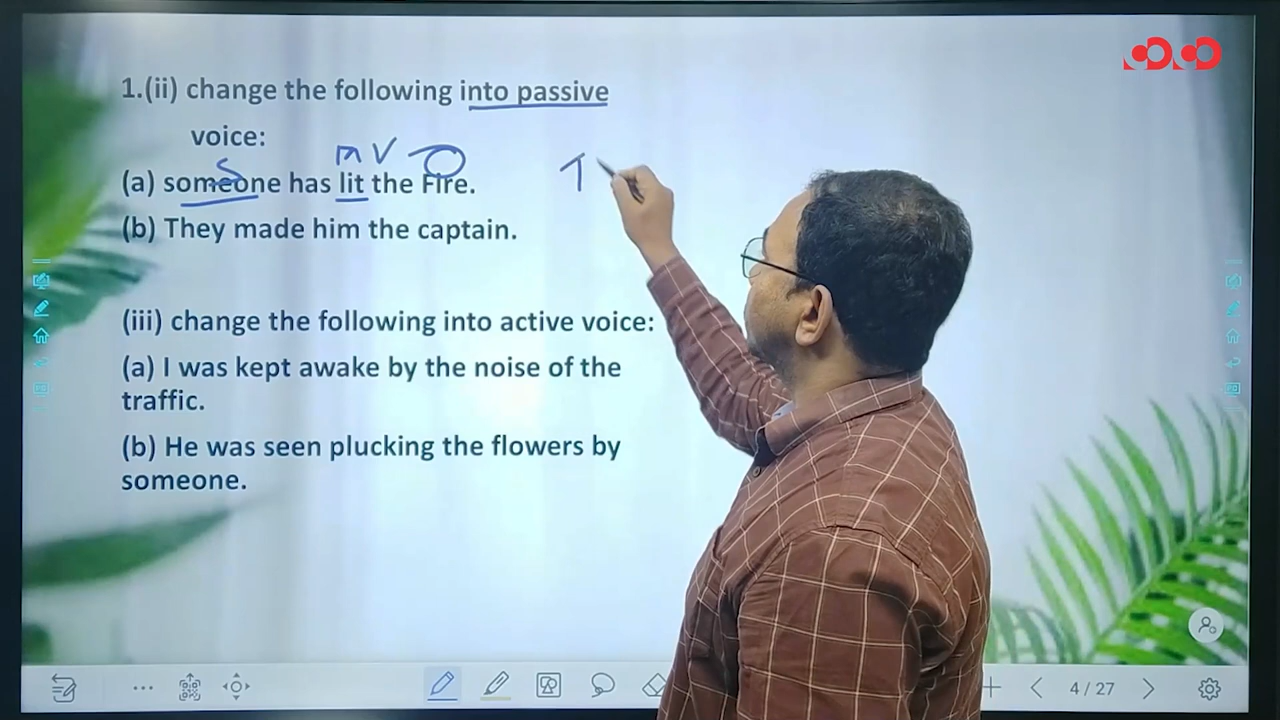 1.(ii) change the following into passive
voice:
M V O
S
(a) someone has lit the Fire.
(b) They made him the captain.
(iii) change the following into active voice:
(a) I was kept awake by the noise of the
traffic.
(b) He was seen plucking the flowers by
someone.
4 / 27